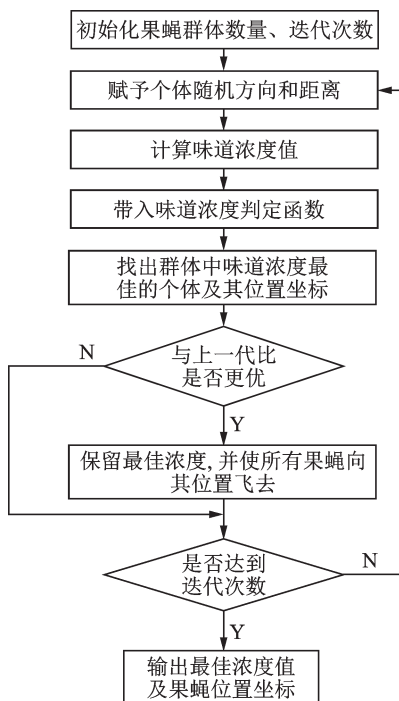 初始化果蝇群体数量、迭代次数
赋予个体随机方向和距离
计算味道浓度值
带入味道浓度判定函数
找出群体中味道浓度最
佳的个体及其位置坐标
N
与上一代比
是否更优
Y
保留最佳浓度,并使所有果蝇向
其位置飞去
是否达到
迭代次数
N
Y
输出最佳浓度值
及果蝇位置坐标